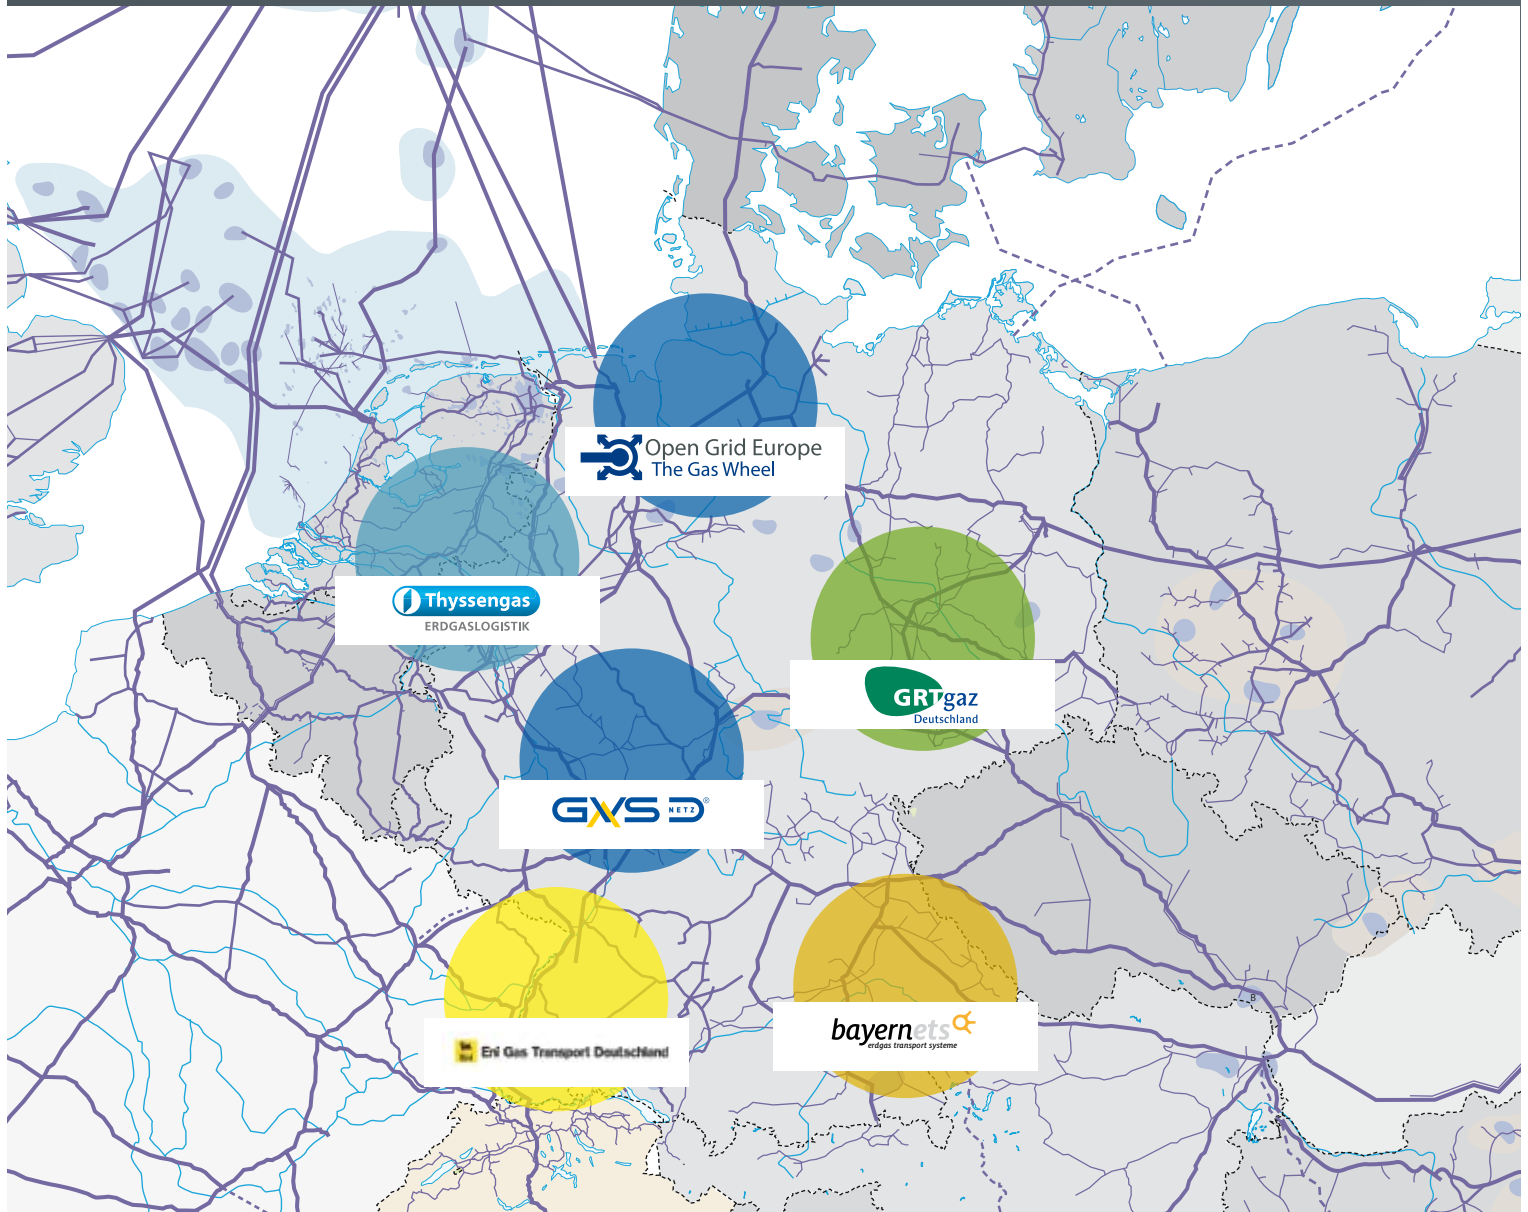 Open Grid Europe
The Gas Wheel
Thyssengas
ERDGASLOGISTIK
GRTgaz
Deutschland
GVS D NETZ®
Eni Gas Transport Deutschland
bayernets
erdgas transport systeme
B